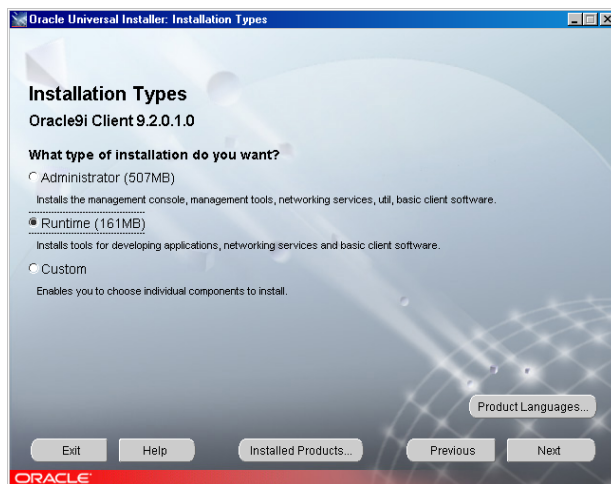 Oracle Universal Installer: Installation Types
Installation Types
Oracle9i Client 9.2.0.1.0
What type of installation do you want?
Administrator (507MB)
Installs the management console, management tools, networking services, util, basic client software.
Runtime (161MB)
Installs tools for developing applications, networking services and basic client software.
Custom
Enables you to choose individual components to install.
Product Languages...
Exit Help Installed Products... Previous Next
ORACLE